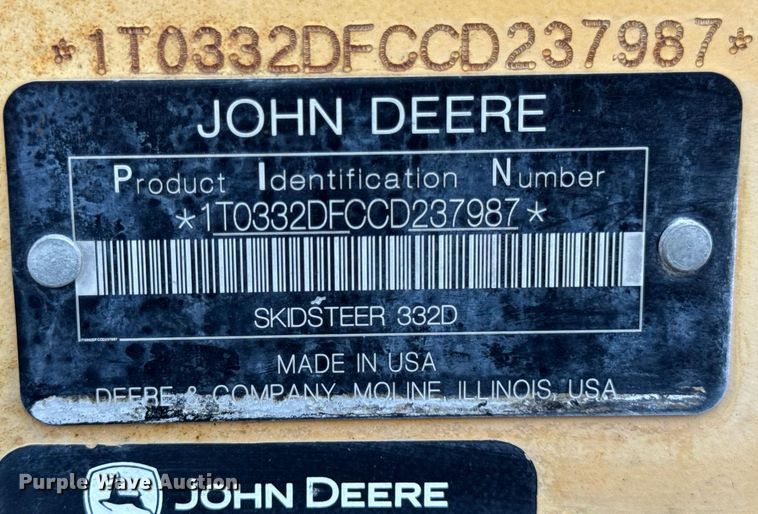 *1T0332DFCCD237987*
JOHN DEERE
Product Identification Number
*1T0332DFCCD237987*
SKIDSTEER 332D
MADE IN USA
DEERE & COMPANY, MOLINE, ILLINOIS, USA
Purple Wave Auction
JOHN DEERE